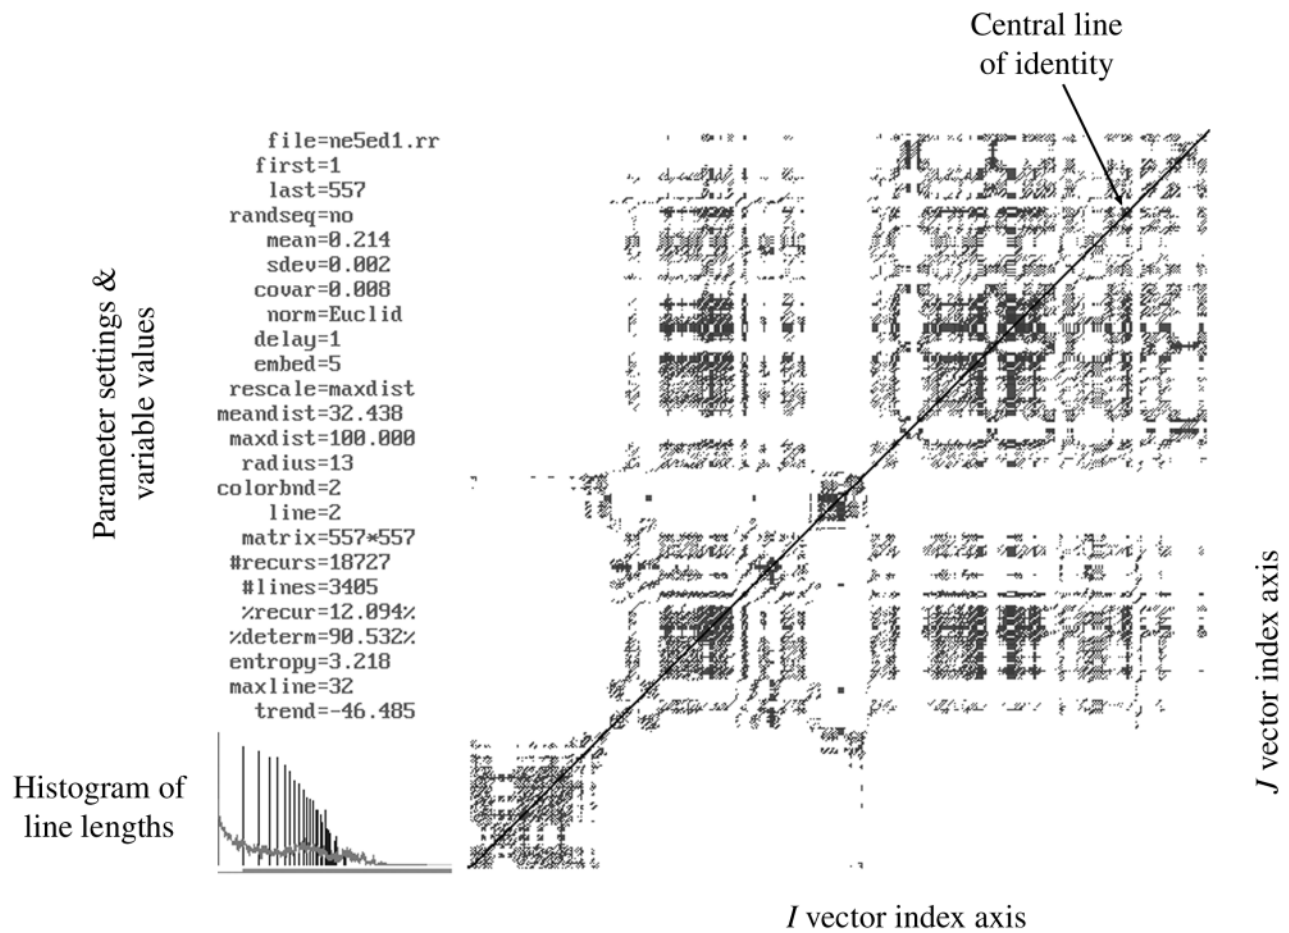 Central line
of identity
file=ne5ed1.rr
first=1
last=557
randseq=no
mean=0.214
sdev=0.002
covar=0.008
norm=Euclid
delay=1
embed=5
rescale=maxdist
meandist=32.438
maxdist=100.000
radius=13
colorbnd=2
line=2
matrix=557*557
#recurs=18727
#lines=3405
%recur=12.094%
%determ=90.532%
entropy=3.218
maxline=32
trend=-46.485
Parameter settings &
variable values
Histogram of
line lengths
J vector index axis
I vector index axis